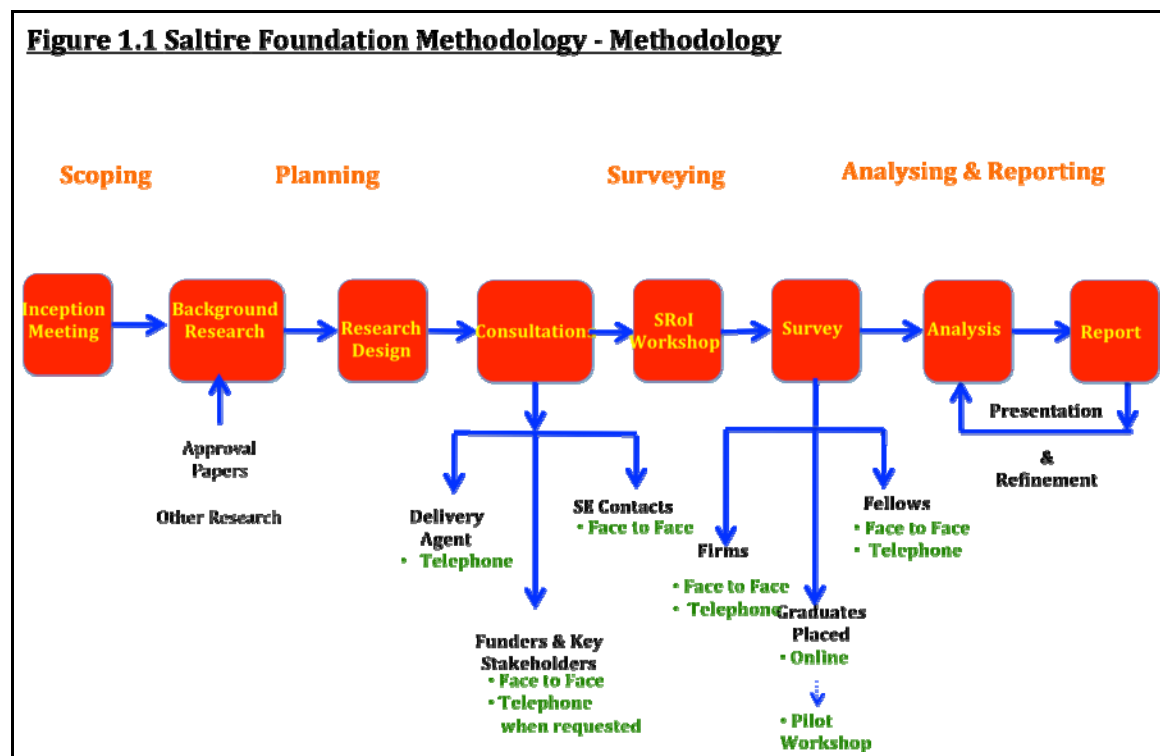 Figure 1.1 Saltire Foundation Methodology - Methodology
Scoping
Planning
Surveying
Analysing & Reporting
Inception
Meeting
Background
Research
Research
Design
Consultations
SRoI
Workshop
Survey
Analysis
Report
Approval
Papers
Other Research
Delivery
Agent
• Telephone
SE Contacts
• Face to Face
Funders & Key
Stakeholders
• Face to Face
• Telephone
when requested
Firms
• Face to Face
• Telephone
Graduates
Placed
• Online
• Pilot
Workshop
Fellows
• Face to Face
• Telephone
Presentation
&
Refinement